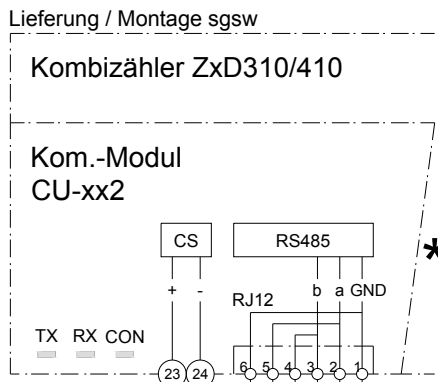 Lieferung / Montage sgsw
Kombizähler ZxD310/410
Kom.-Modul
CU-xx2
CS RS485
+ - b a GND
RJ12
TX RX CON
6 5 4 3 2 1
23 24
*